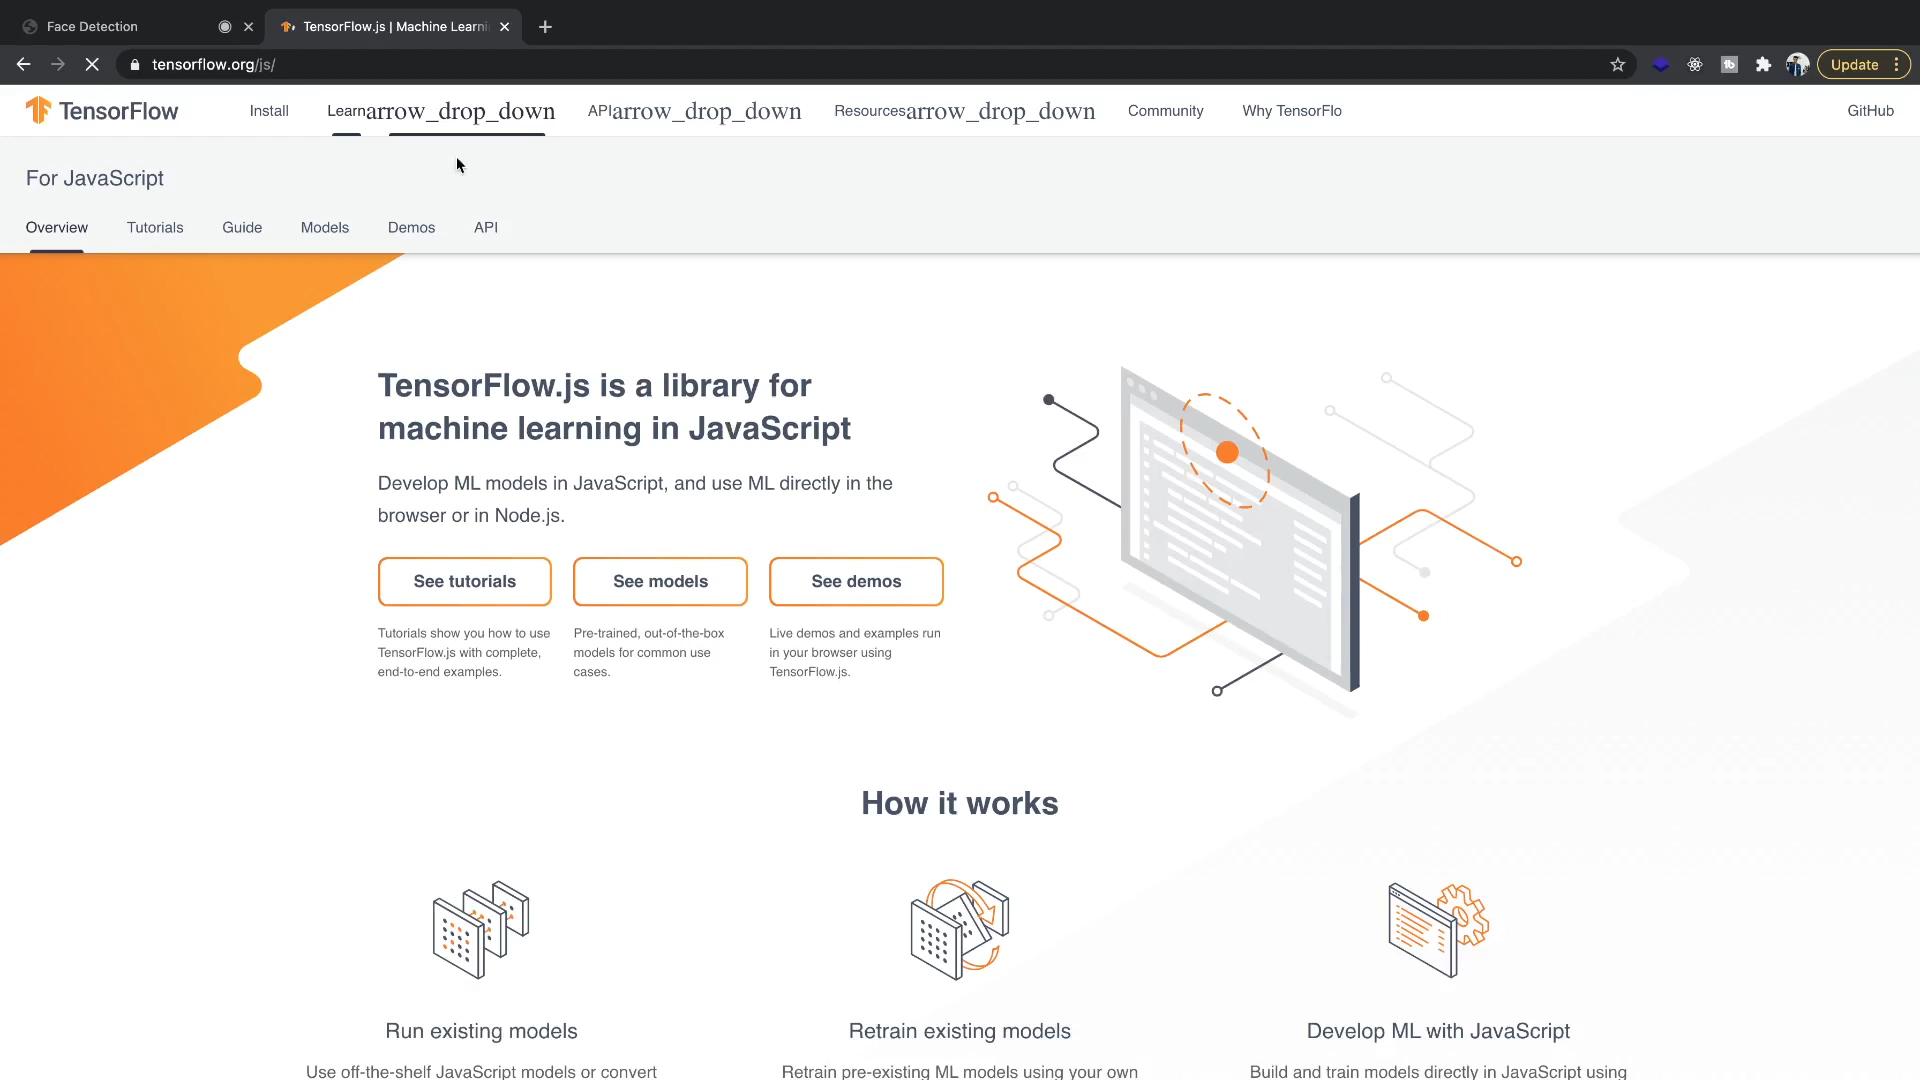 Face Detection
TensorFlow.js | Machine Learni
tensorflow.org/js/
Update
TensorFlow
Install
Learnarrow_drop_down
APIarrow_drop_down
Resourcesarrow_drop_down
Community
Why TensorFlo
GitHub
For JavaScript
Overview
Tutorials
Guide
Models
Demos
API
TensorFlow.js is a library for
machine learning in JavaScript
Develop ML models in JavaScript, and use ML directly in the
browser or in Node.js.
See tutorials
See models
See demos
Tutorials show you how to use
TensorFlow.js with complete,
end-to-end examples.
Pre-trained, out-of-the-box
models for common use
cases.
Live demos and examples run
in your browser using
TensorFlow.js.
How it works
Run existing models
Retrain existing models
Develop ML with JavaScript
Use off-the-shelf JavaScript models or convert
Retrain pre-existing ML models using your own
Build and train models directly in JavaScript using